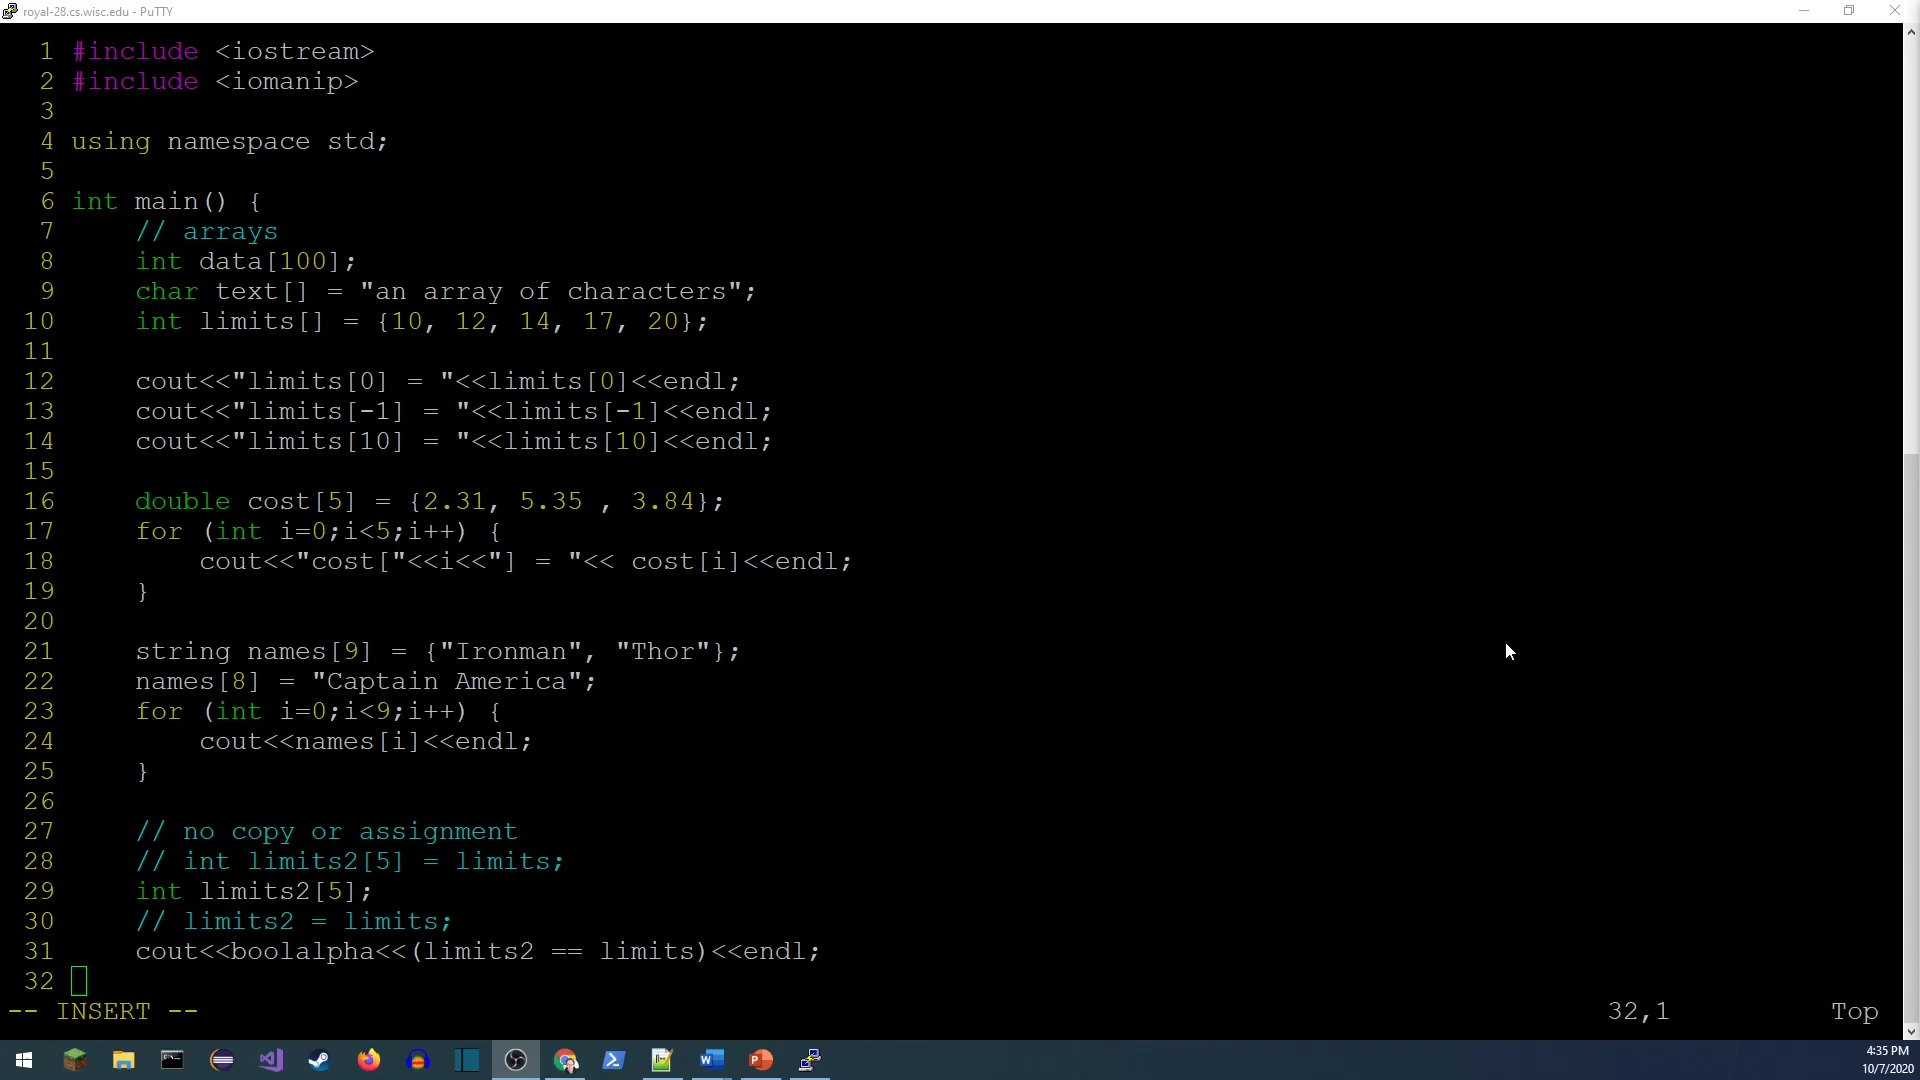 royal-28.cs.wisc.edu - PuTTY
1 #include <iostream>
2 #include <iomanip>
3
4 using namespace std;
5
6 int main() {
7     // arrays
8     int data[100];
9     char text[] = "an array of characters";
10     int limits[] = {10, 12, 14, 17, 20};
11
12     cout<<"limits[0] = "<<limits[0]<<endl;
13     cout<<"limits[-1] = "<<limits[-1]<<endl;
14     cout<<"limits[10] = "<<limits[10]<<endl;
15
16     double cost[5] = {2.31, 5.35 , 3.84};
17     for (int i=0;i<5;i++) {
18         cout<<"cost["<<i<<"] = "<< cost[i]<<endl;
19     }
20
21     string names[9] = {"Ironman", "Thor"};
22     names[8] = "Captain America";
23     for (int i=0;i<9;i++) {
24         cout<<names[i]<<endl;
25     }
26
27     // no copy or assignment
28     // int limits2[5] = limits;
29     int limits2[5];
30     // limits2 = limits;
31     cout<<boolalpha<<(limits2 == limits)<<endl;
32
-- INSERT -- 32,1 Top
4:35 PM
10/7/2020